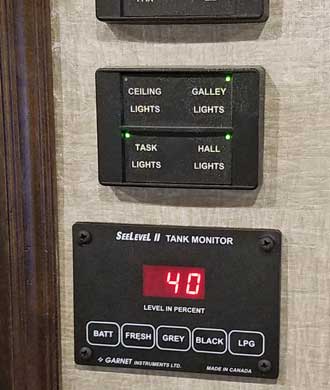 CEILING GALLEY
LIGHTS LIGHTS
TASK HALL
LIGHTS LIGHTS
SEELEVEL II TANK MONITOR
40
LEVEL IN PERCENT
BATT FRESH GREY BLACK LPG
GARNET INSTRUMENTS LTD. MADE IN CANADA